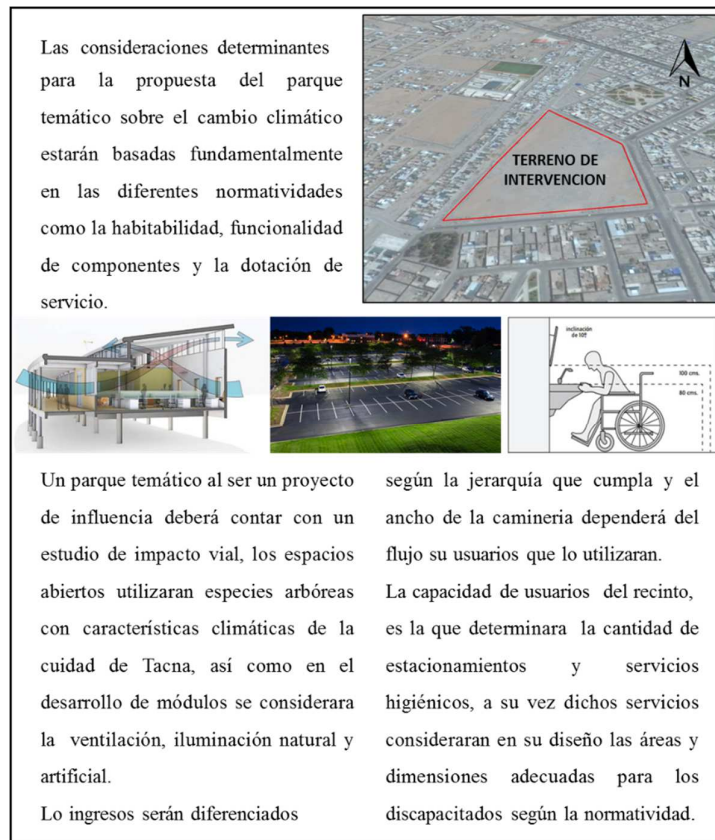 Las consideraciones determinantes
para la propuesta del parque
temático sobre el cambio climático
estarán basadas fundamentalmente
en las diferentes normatividades
como la habitabilidad, funcionalidad
de componentes y la dotación de
servicio.
N
TERRENO DE
INTERVENCION
inclinación
de 10º
100 cms.
80 cms.
Un parque temático al ser un proyecto
de influencia deberá contar con un
estudio de impacto vial, los espacios
abiertos utilizaran especies arbóreas
con características climáticas de la
cuidad de Tacna, así como en el
desarrollo de módulos se considerara
la ventilación, iluminación natural y
artificial.
Lo ingresos serán diferenciados
según la jerarquía que cumpla y el
ancho de la camineria dependerá del
flujo su usuarios que lo utilizaran.
La capacidad de usuarios del recinto,
es la que determinara la cantidad de
estacionamientos y servicios
higiénicos, a su vez dichos servicios
consideraran en su diseño las áreas y
dimensiones adecuadas para los
discapacitados según la normatividad.